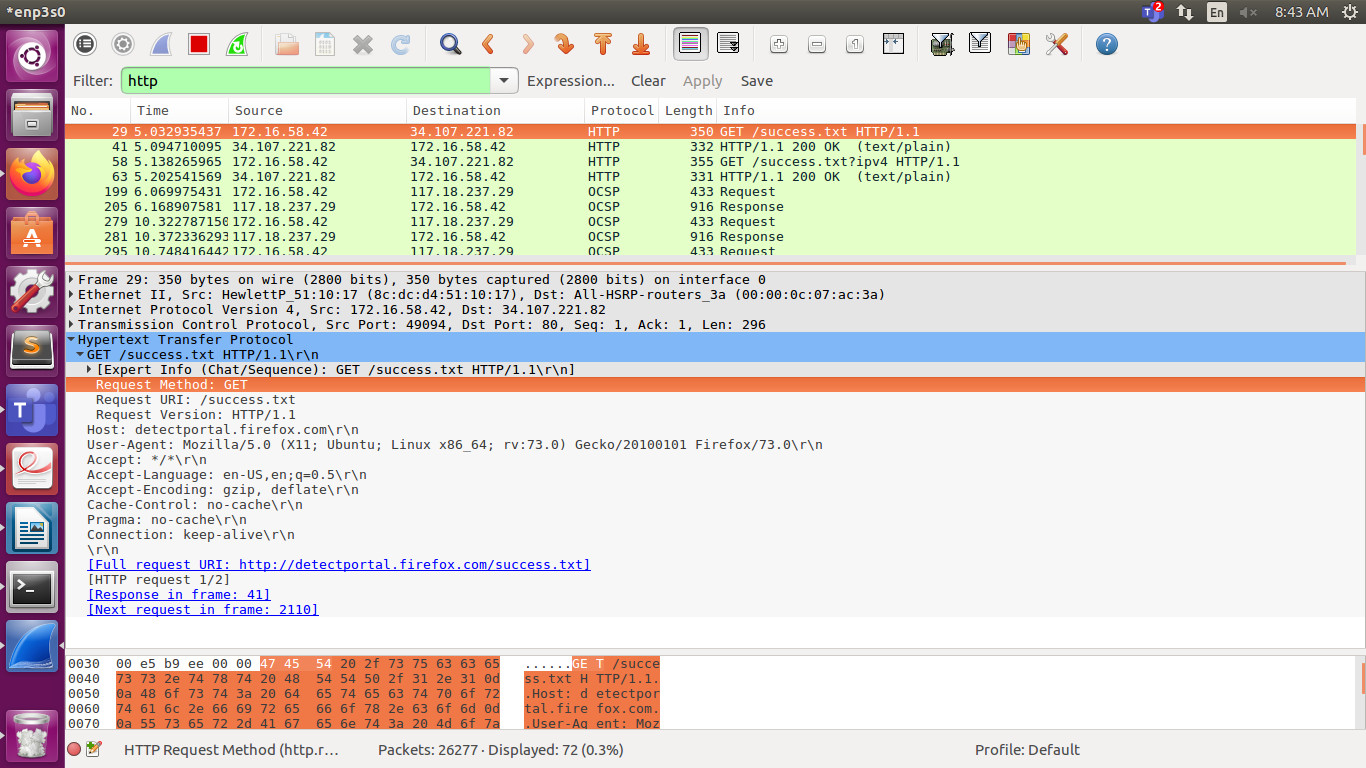 *enp3s0
2
En
8:43 AM
Filter: http Expression... Clear Apply Save
No. Time Source Destination Protocol Length Info
29 5.032935437 172.16.58.42 34.107.221.82 HTTP 350 GET /success.txt HTTP/1.1
41 5.094710095 34.107.221.82 172.16.58.42 HTTP 332 HTTP/1.1 200 OK (text/plain)
58 5.138265965 172.16.58.42 34.107.221.82 HTTP 355 GET /success.txt?ipv4 HTTP/1.1
63 5.202541569 34.107.221.82 172.16.58.42 HTTP 331 HTTP/1.1 200 OK (text/plain)
199 6.069975431 172.16.58.42 117.18.237.29 OCSP 433 Request
205 6.168907581 117.18.237.29 172.16.58.42 OCSP 916 Response
279 10.322787150 172.16.58.42 117.18.237.29 OCSP 433 Request
281 10.372336293 117.18.237.29 172.16.58.42 OCSP 916 Response
295 10.748416442 172.16.58.42 117.18.237.29 OCSP 433 Request
Frame 29: 350 bytes on wire (2800 bits), 350 bytes captured (2800 bits) on interface 0
Ethernet II, Src: HewlettP_51:10:17 (8c:dc:d4:51:10:17), Dst: All-HSRP-routers_3a (00:00:0c:07:ac:3a)
Internet Protocol Version 4, Src: 172.16.58.42, Dst: 34.107.221.82
Transmission Control Protocol, Src Port: 49094, Dst Port: 80, Seq: 1, Ack: 1, Len: 296
Hypertext Transfer Protocol
GET /success.txt HTTP/1.1\r\n
[Expert Info (Chat/Sequence): GET /success.txt HTTP/1.1\r\n]
Request Method: GET
Request URI: /success.txt
Request Version: HTTP/1.1
Host: detectportal.firefox.com\r\n
User-Agent: Mozilla/5.0 (X11; Ubuntu; Linux x86_64; rv:73.0) Gecko/20100101 Firefox/73.0\r\n
Accept: */*\r\n
Accept-Language: en-US,en;q=0.5\r\n
Accept-Encoding: gzip, deflate\r\n
Cache-Control: no-cache\r\n
Pragma: no-cache\r\n
Connection: keep-alive\r\n
\r\n
[Full request URI: http://detectportal.firefox.com/success.txt]
[HTTP request 1/2]
[Response in frame: 41]
[Next request in frame: 2110]
0030 00 e5 b9 ee 00 00 47 45 54 20 2f 73 75 63 63 65 ......GE T /succe
0040 73 73 2e 74 78 74 20 48 54 54 50 2f 31 2e 31 0d ss.txt H TTP/1.1.
0050 0a 48 6f 73 74 3a 20 64 65 74 65 63 74 70 6f 72 .Host: d etectpor
0060 74 61 6c 2e 66 69 72 65 66 6f 78 2e 63 6f 6d 0d tal.fire fox.com.
0070 0a 55 73 65 72 2d 41 67 65 6e 74 3a 20 4d 6f 7a .User-Ag ent: Moz
HTTP Request Method (http.r… Packets: 26277 · Displayed: 72 (0.3%) Profile: Default